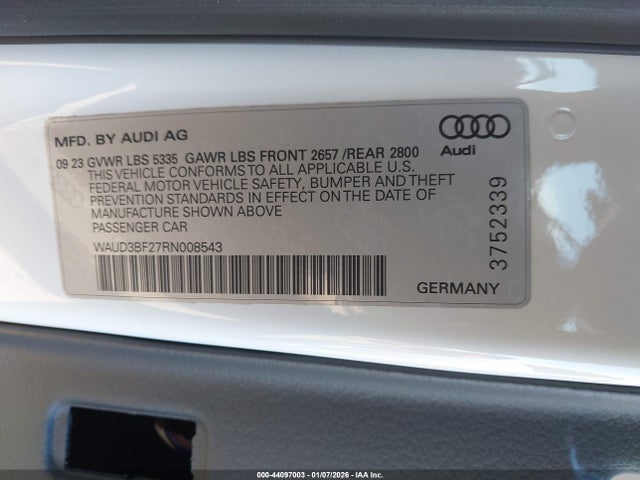 MFD. BY AUDI AG
09 23 GVWR LBS 5335 GAWR LBS FRONT 2657 /REAR 2800
THIS VEHICLE CONFORMS TO ALL APPLICABLE U.S.
FEDERAL MOTOR VEHICLE SAFETY, BUMPER AND THEFT
PREVENTION STANDARDS IN EFFECT ON THE DATE OF
MANUFACTURE SHOWN ABOVE
PASSENGER CAR
WAUD3BF27RN008543
Audi
3752339
GERMANY
000-44097003 - 01/07/2026 - IAA Inc.